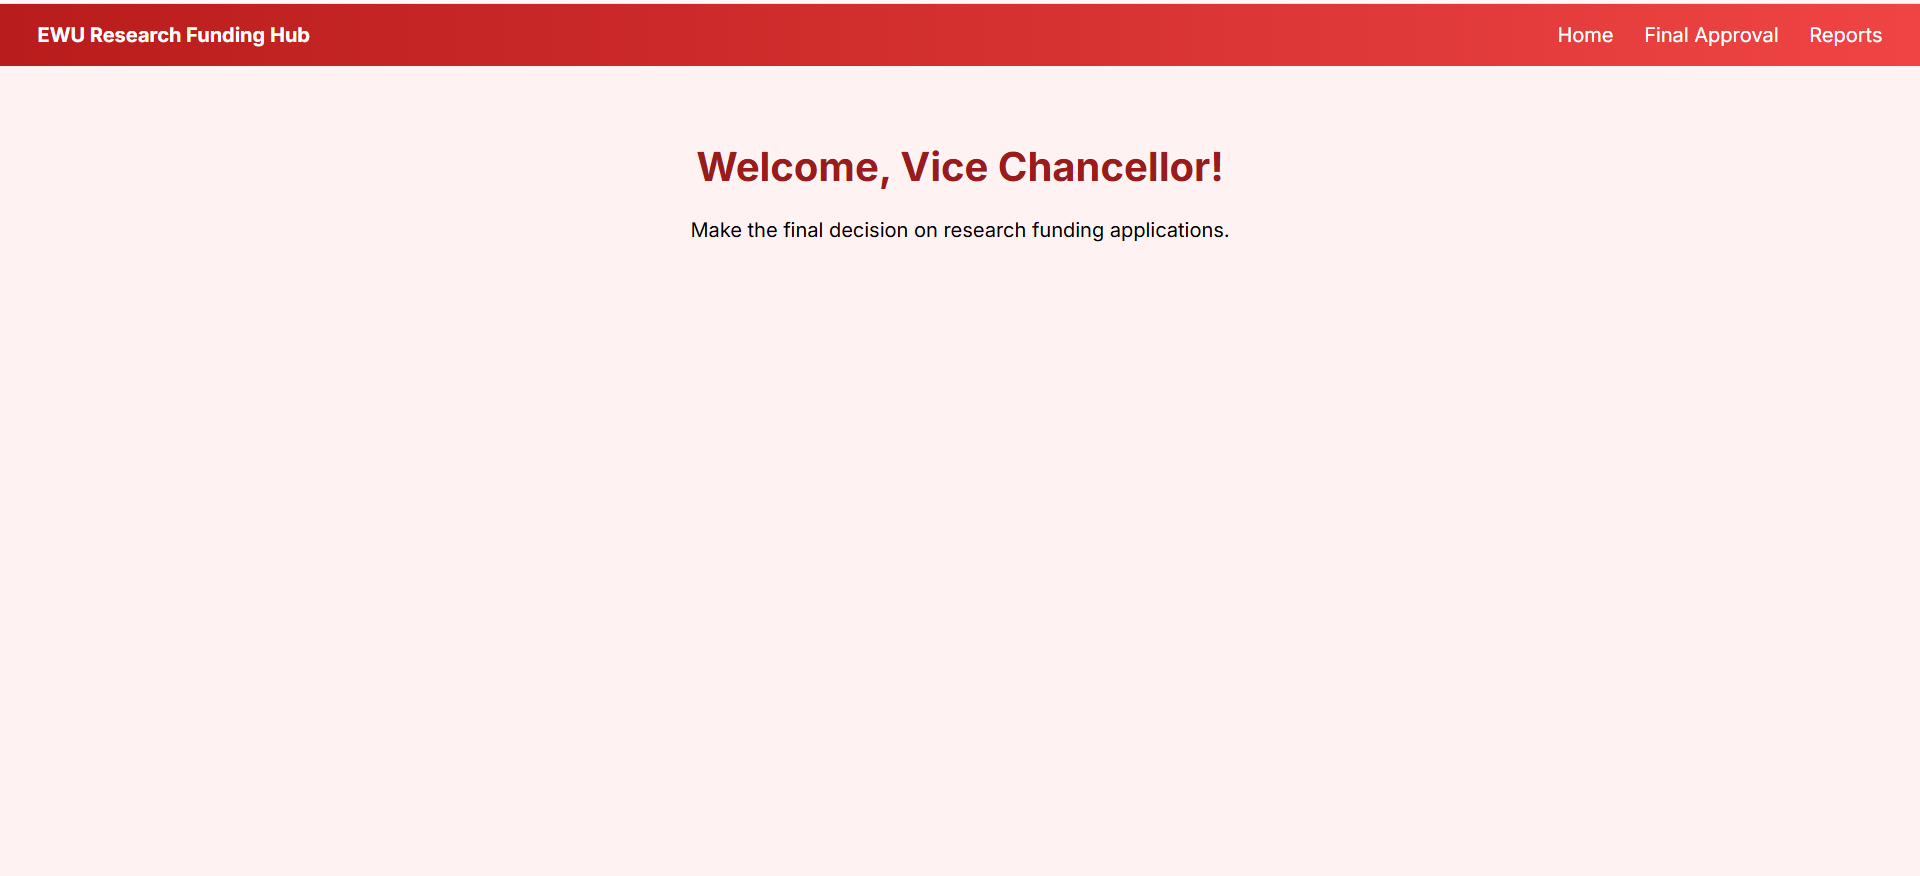 EWU Research Funding Hub
Home Final Approval Reports
Welcome, Vice Chancellor!
Make the final decision on research funding applications.